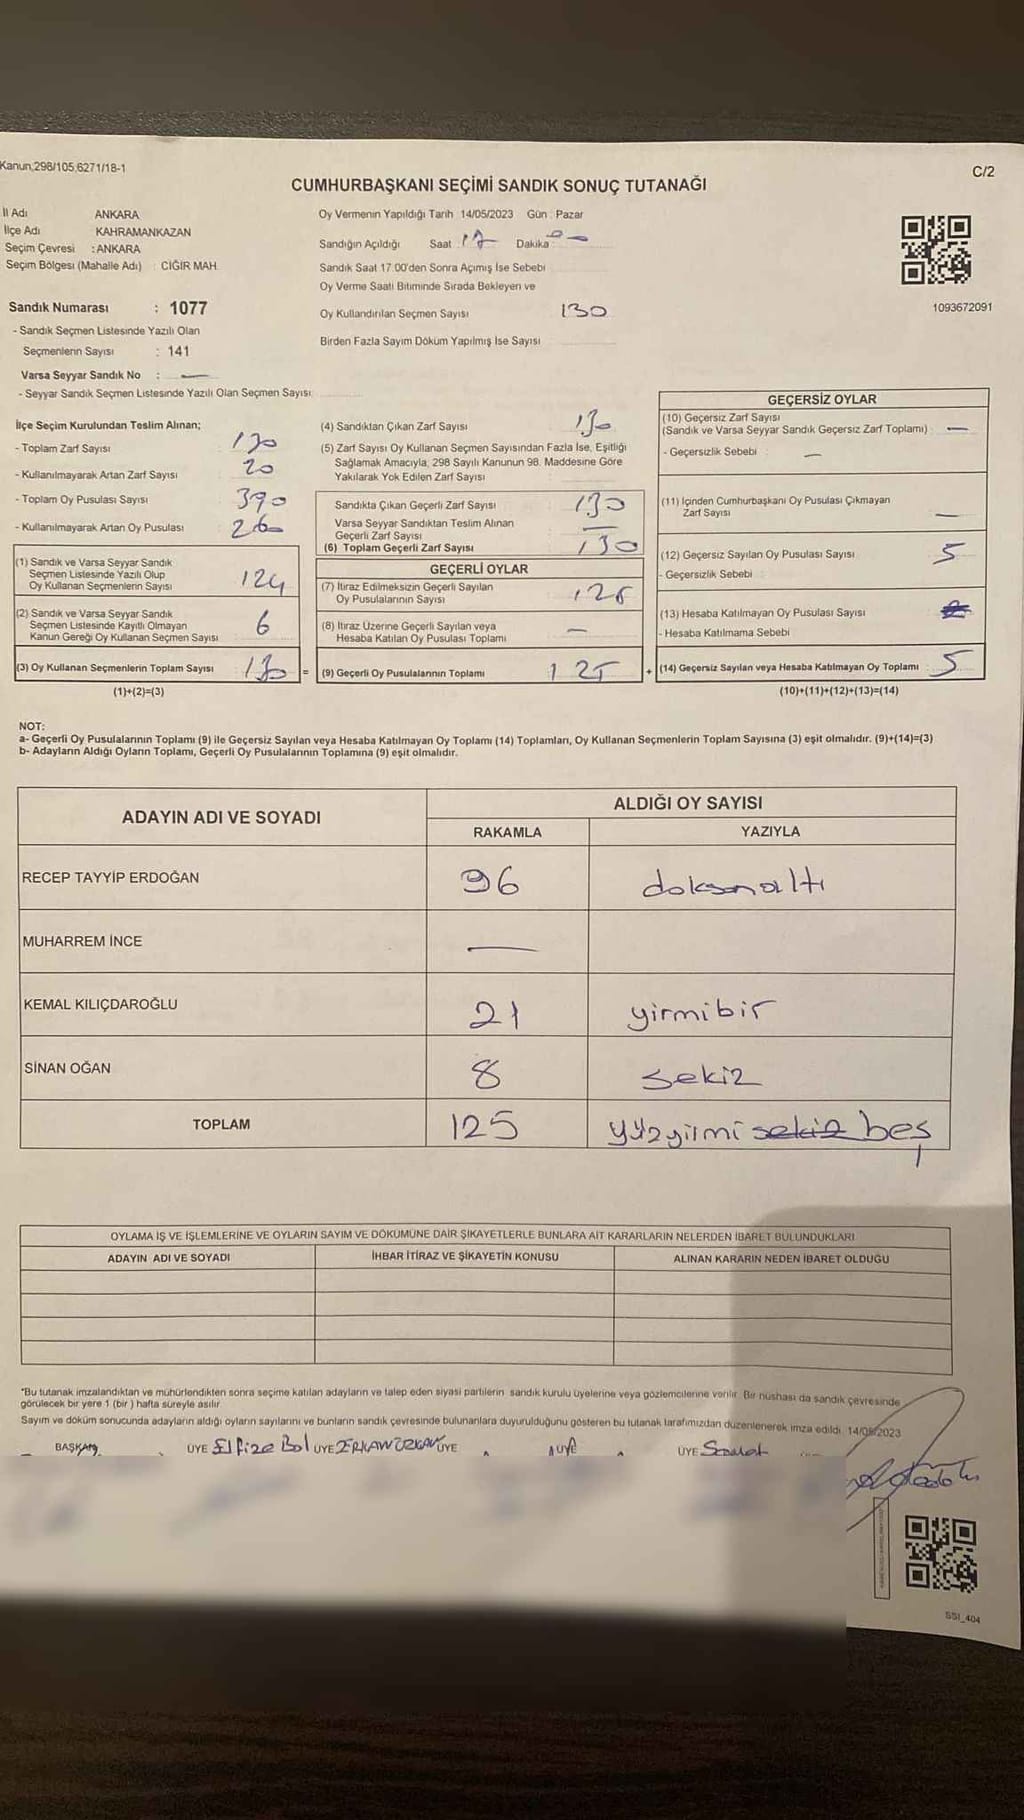 Kanun;298/105,6271/18-1
C/2
CUMHURBAŞKANI SEÇİMİ SANDIK SONUÇ TUTANAĞI
İl Adı ANKARA
İlçe Adı KAHRAMANKAZAN
Seçim Çevresi : ANKARA
Seçim Bölgesi (Mahalle Adı) : CİĞİR MAH.
Sandık Numarası : 1077
- Sandık Seçmen Listesinde Yazılı Olan
Seçmenlerin Sayısı : 141
Varsa Seyyar Sandık No : —
- Seyyar Sandık Seçmen Listesinde Yazılı Olan Seçmen Sayısı:
Oy Vermenin Yapıldığı Tarih 14/05/2023 Gün : Pazar
Sandığın Açıldığı Saat : 17 Dakika :
Sandık Saat 17:00'den Sonra Açımış İse Sebebi
Oy Verme Saati Bitiminde Sırada Bekleyen ve
Oy Kullandırılan Seçmen Sayısı 130
Birden Fazla Sayım Döküm Yapılmış İse Sayısı
1093672091
İlçe Seçim Kurulundan Teslim Alınan;
- Toplam Zarf Sayısı
- Kullanılmayarak Artan Zarf Sayısı 20
- Toplam Oy Pusulası Sayısı 390
- Kullanılmayarak Artan Oy Pusulası 260
(1) Sandık ve Varsa Seyyar Sandık
Seçmen Listesinde Yazılı Olup
Oy Kullanan Seçmenlerin Sayısı 124
(2) Sandık ve Varsa Seyyar Sandık
Seçmen Listesinde Kayıtlı Olmayan
Kanun Gereği Oy Kullanan Seçmen Sayısı 6
(3) Oy Kullanan Seçmenlerin Toplam Sayısı 130 =
(1)+(2)=(3)
(4) Sandıktan Çıkan Zarf Sayısı 130
(5) Zarf Sayısı Oy Kullanan Seçmen Sayısından Fazla İse, Eşitliği
Sağlamak Amacıyla, 298 Sayılı Kanunun 98. Maddesine Göre
Yakılarak Yok Edilen Zarf Sayısı
Sandıkta Çıkan Geçerli Zarf Sayısı 130
Varsa Seyyar Sandıktan Teslim Alınan
Geçerli Zarf Sayısı —
(6) Toplam Geçerli Zarf Sayısı 130
GEÇERLİ OYLAR
(7) İtiraz Edilmeksizin Geçerli Sayılan
Oy Pusulalarının Sayısı 125
(8) İtiraz Üzerine Geçerli Sayılan veya
Hesaba Katılan Oy Pusulası Toplamı —
(9) Geçerli Oy Pusulalarının Toplamı 125 +
GEÇERSİZ OYLAR
(10) Geçersiz Zarf Sayısı
(Sandık ve Varsa Seyyar Sandık Geçersiz Zarf Toplamı) : —
- Geçersizlik Sebebi : —
(11) İçinden Cumhurbaşkanı Oy Pusulası Çıkmayan
Zarf Sayısı —
(12) Geçersiz Sayılan Oy Pusulası Sayısı 5
- Geçersizlik Sebebi :
(13) Hesaba Katılmayan Oy Pusulası Sayısı
- Hesaba Katılmama Sebebi
(14) Geçersiz Sayılan veya Hesaba Katılmayan Oy Toplamı : 5
(10)+(11)+(12)+(13)=(14)
NOT:
a- Geçerli Oy Pusulalarının Toplamı (9) ile Geçersiz Sayılan veya Hesaba Katılmayan Oy Toplamı (14) Toplamları, Oy Kullanan Seçmenlerin Toplam Sayısına (3) eşit olmalıdır. (9)+(14)=(3)
b- Adayların Aldığı Oyların Toplamı, Geçerli Oy Pusulalarının Toplamına (9) eşit olmalıdır.
ADAYIN ADI VE SOYADI ALDIĞI OY SAYISI
RAKAMLA YAZIYLA
RECEP TAYYİP ERDOĞAN 96 doksanaltı
MUHARREM İNCE —
KEMAL KILIÇDAROĞLU 21 yirmibir
SİNAN OĞAN 8 sekiz
TOPLAM 125 yüzyirmi sekiz beş
OYLAMA İŞ VE İŞLEMLERİNE VE OYLARIN SAYIM VE DÖKÜMÜNE DAİR ŞİKAYETLERLE BUNLARA AİT KARARLARIN NELERDEN İBARET BULUNDUKLARI
ADAYIN ADI VE SOYADI İHBAR İTİRAZ VE ŞİKAYETİN KONUSU ALINAN KARARIN NEDEN İBARET OLDUĞU
*Bu tutanak imzalandıktan ve mühürlendikten sonra seçime katılan adayların ve talep eden siyasi partilerin sandık kurulu üyelerine veya gözlemcilerine verilir. Bir nüshası da sandık çevresinde
görülecek bir yere 1 (bir) hafta süreyle asılır.
Sayım ve döküm sonucunda adayların aldığı oyların sayılarını ve bunların sandık çevresinde bulunanlara duyurulduğunu gösteren bu tutanak tarafımızdan düzenlenerek imza edildi. 14/05/2023
BAŞKAN ÜYE Elfize Bol ÜYE ERKAN ÖZKAN ÜYE ÜYE ÜYE
SSI_404